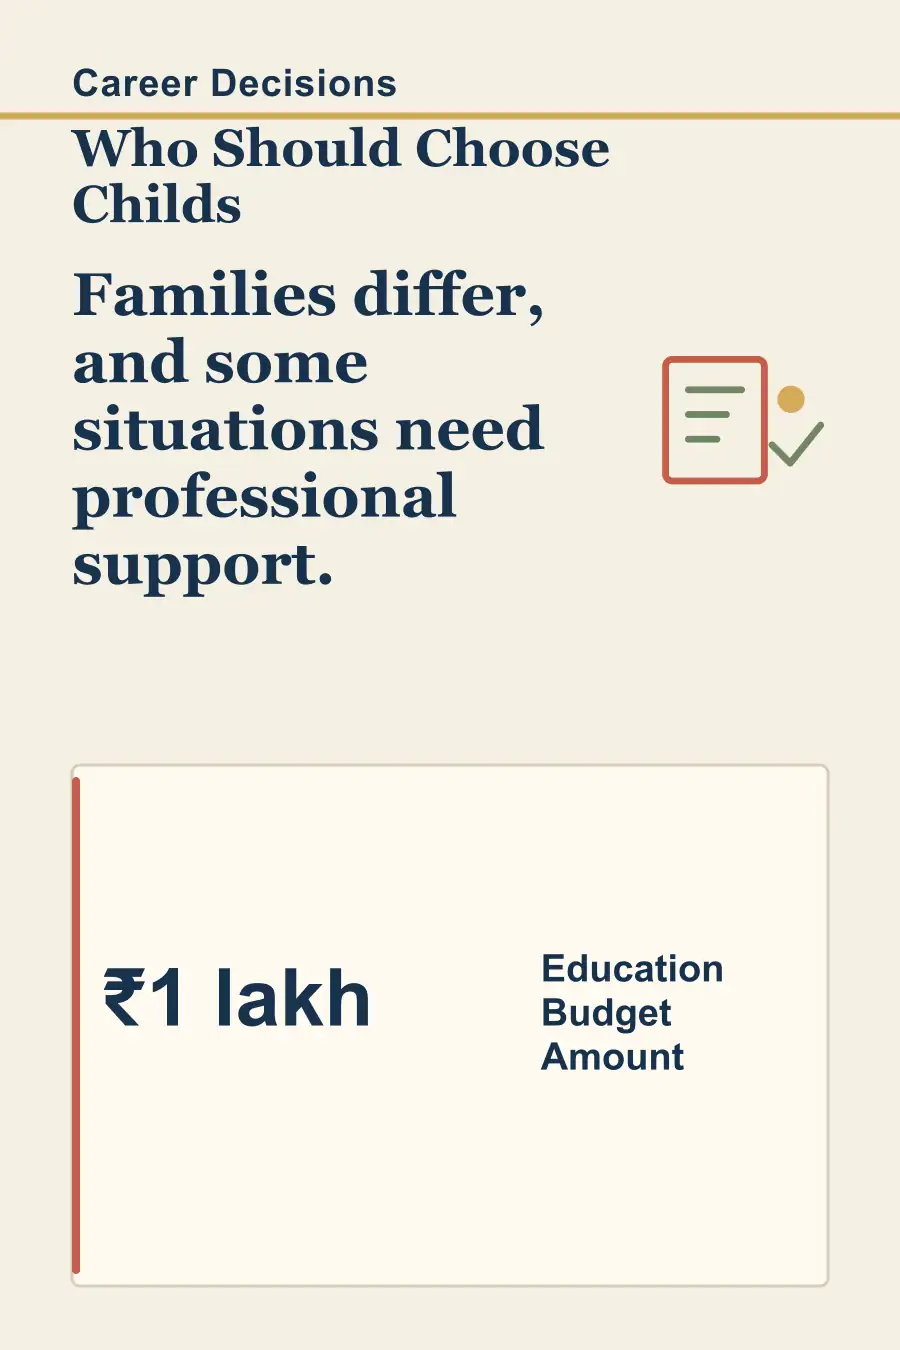 Career Decisions
Who Should Choose
Childs
Families differ,
and some
situations need
professional
support.
₹1 lakh
Education
Budget
Amount